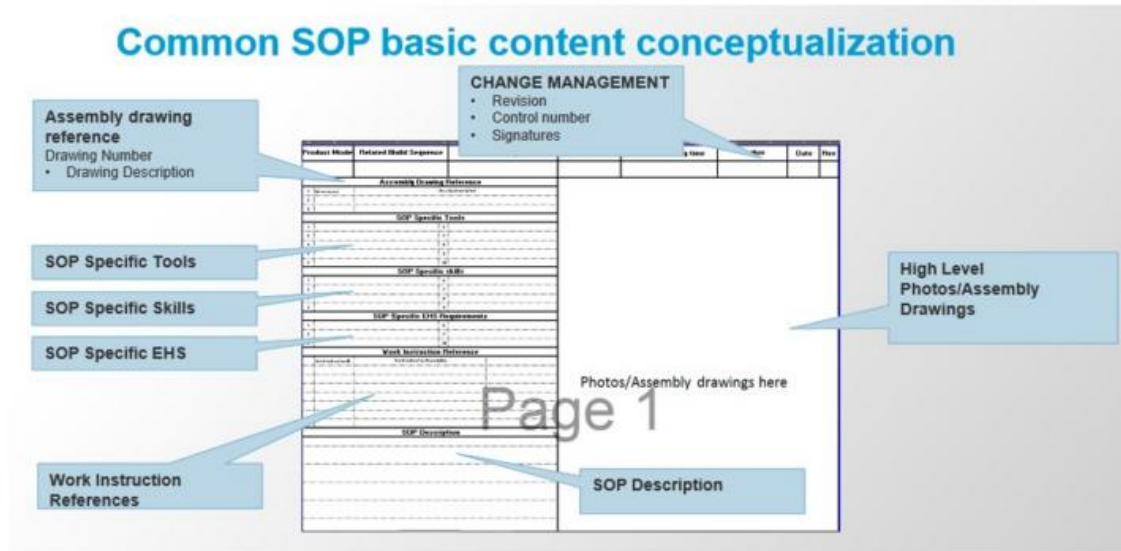 Common SOP basic content conceptualization
CHANGE MANAGEMENT
• Revision
• Control number
• Signatures
Assembly drawing
reference
Drawing Number
• Drawing Description
Product Model Related Build Sequence Date Rev
Assembly Drawing Reference
SOP Specific Tools
SOP Specific skills
SOP Specific EHS Requirements
Work Instruction Reference
SOP Description
SOP Specific Tools
SOP Specific Skills
SOP Specific EHS
Work Instruction
References
High Level
Photos/Assembly
Drawings
Photos/Assembly drawings here
Page 1
SOP Description